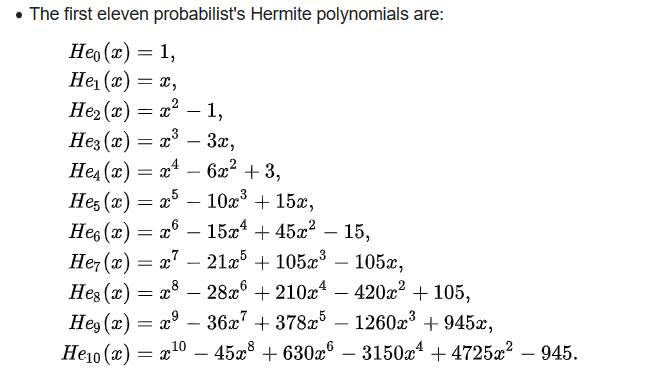 • The first eleven probabilist's Hermite polynomials are:
He₀(x) = 1,
He₁(x) = x,
He₂(x) = x² − 1,
He₃(x) = x³ − 3x,
He₄(x) = x⁴ − 6x² + 3,
He₅(x) = x⁵ − 10x³ + 15x,
He₆(x) = x⁶ − 15x⁴ + 45x² − 15,
He₇(x) = x⁷ − 21x⁵ + 105x³ − 105x,
He₈(x) = x⁸ − 28x⁶ + 210x⁴ − 420x² + 105,
He₉(x) = x⁹ − 36x⁷ + 378x⁵ − 1260x³ + 945x,
He₁₀(x) = x¹⁰ − 45x⁸ + 630x⁶ − 3150x⁴ + 4725x² − 945.